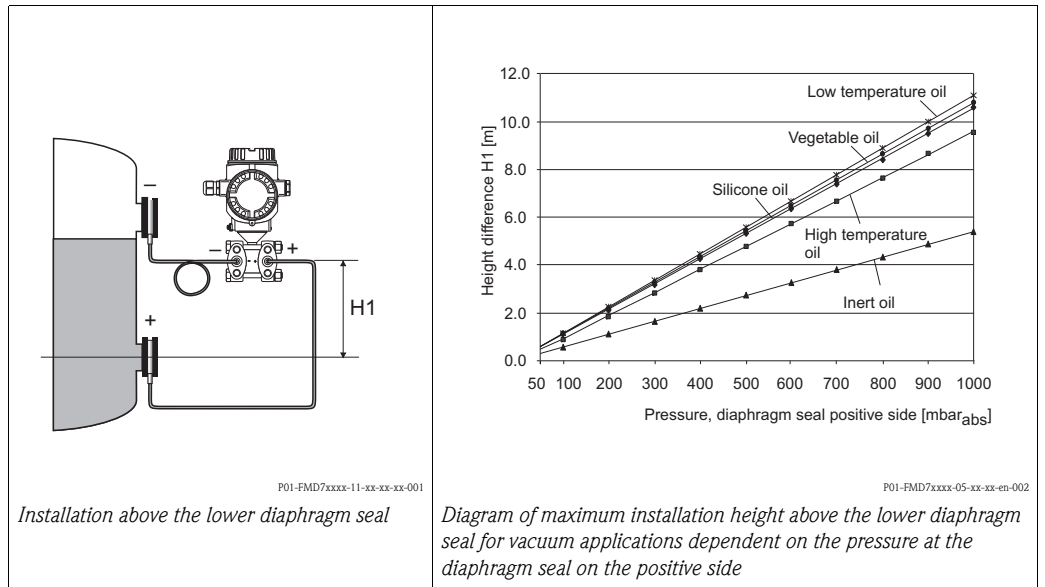 –
– +
H1
+
P01-FMD7xxxx-11-xx-xx-xx-001
Installation above the lower diaphragm seal
Height difference H1 [m]
12.0
10.0
8.0
6.0
4.0
2.0
0.0
Low temperature oil
Vegetable oil
Silicone oil
High temperature
oil
Inert oil
50 100 200 300 400 500 600 700 800 900 1000
Pressure, diaphragm seal positive side [mbarabs]
P01-FMD7xxxx-05-xx-xx-en-002
Diagram of maximum installation height above the lower diaphragm
seal for vacuum applications dependent on the pressure at the
diaphragm seal on the positive side